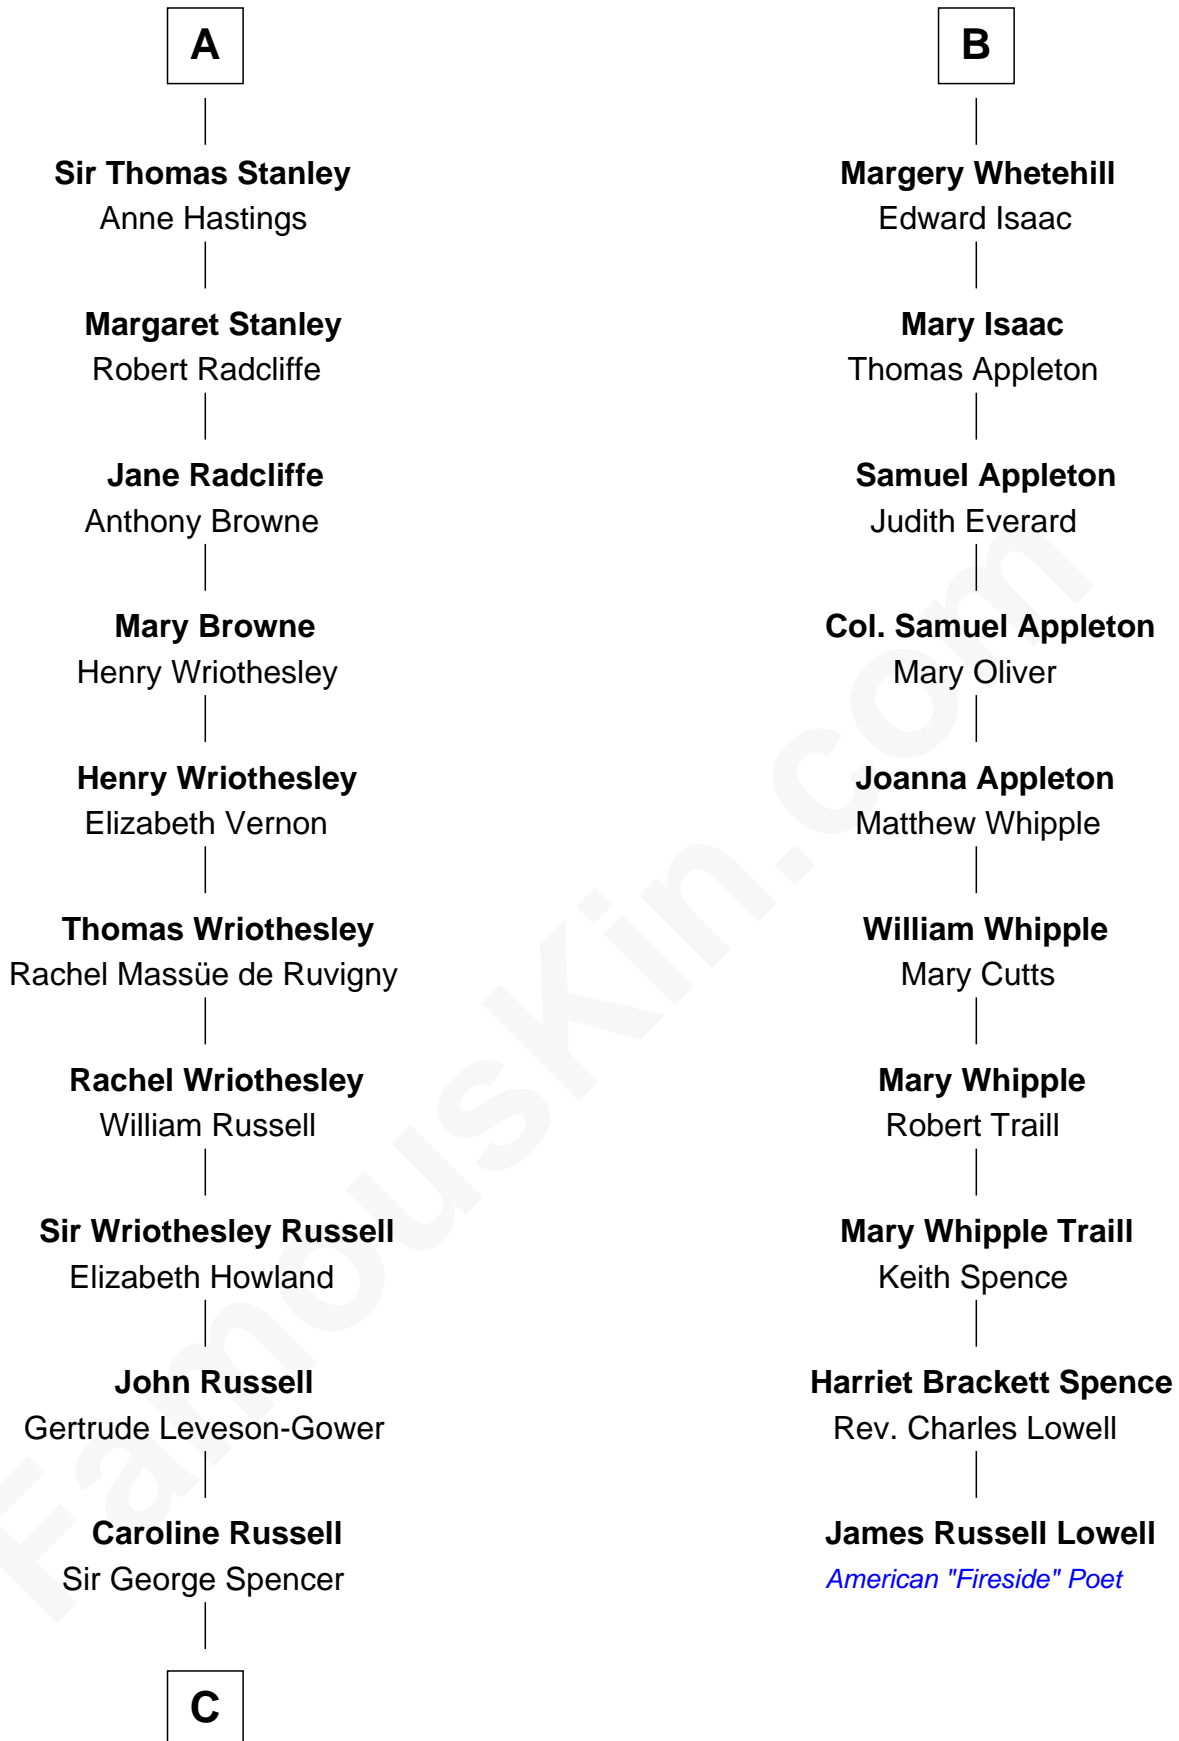 A
Sir Thomas Stanley
Anne Hastings
Margaret Stanley
Robert Radcliffe
Jane Radcliffe
Anthony Browne
Mary Browne
Henry Wriothesley
Henry Wriothesley
Elizabeth Vernon
Thomas Wriothesley
Rachel Massüe de Ruvigny
Rachel Wriothesley
William Russell
Sir Wriothesley Russell
Elizabeth Howland
John Russell
Gertrude Leveson-Gower
Caroline Russell
Sir George Spencer
C
B
Margery Whetehill
Edward Isaac
Mary Isaac
Thomas Appleton
Samuel Appleton
Judith Everard
Col. Samuel Appleton
Mary Oliver
Joanna Appleton
Matthew Whipple
William Whipple
Mary Cutts
Mary Whipple
Robert Traill
Mary Whipple Traill
Keith Spence
Harriet Brackett Spence
Rev. Charles Lowell
James Russell Lowell
American "Fireside" Poet
FamousKin.com